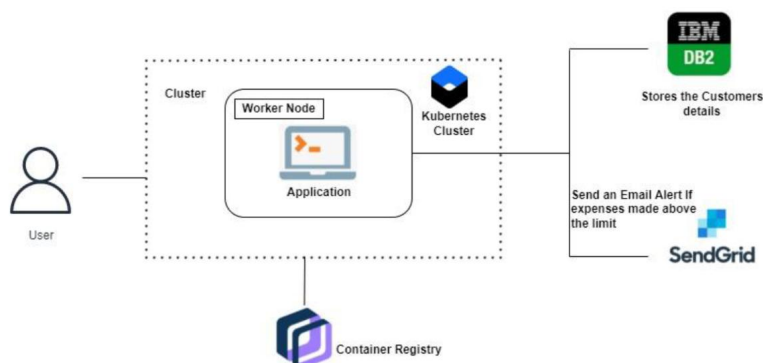 IBM
DB2
Stores the Customers
details
Cluster
Worker Node
Kubernetes
Cluster
>_
Application
User
Send an Email Alert If
expenses made above
the limit
SendGrid
Container Registry